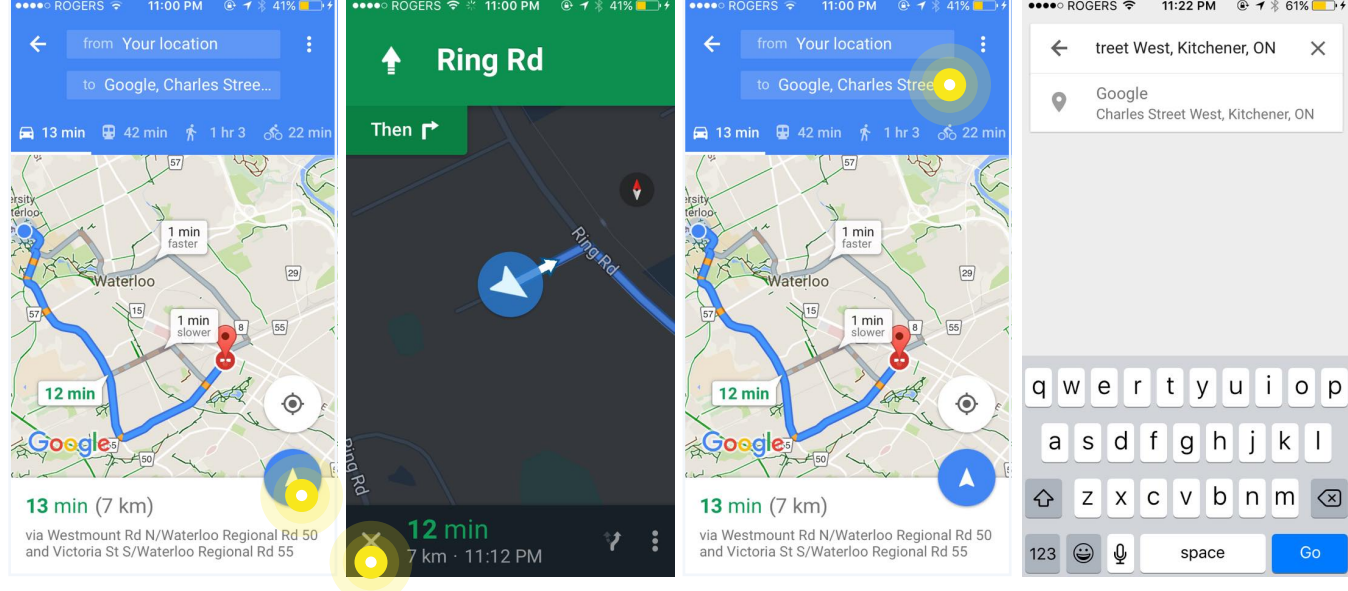 ROGERS 11:00 PM 41%
from Your location
to Google, Charles Stree...
13 min 42 min 1 hr 3 22 min
57
1 min
faster
29
Waterloo
15
57
1 min
slower
8
55
12 min
Google
50
13 min (7 km)
via Westmount Rd N/Waterloo Regional Rd 50
and Victoria St S/Waterloo Regional Rd 55
ROGERS 11:00 PM 41%
Ring Rd
Then
Ring Rd
Ring Rd
12 min
7 km · 11:12 PM
ROGERS 11:00 PM 41%
from Your location
to Google, Charles Stree
13 min 42 min 1 hr 3 22 min
57
1 min
faster
29
Waterloo
15
57
1 min
slower
8
55
12 min
Google
50
13 min (7 km)
via Westmount Rd N/Waterloo Regional Rd 50
and Victoria St S/Waterloo Regional Rd 55
ROGERS 11:22 PM 61%
treet West, Kitchener, ON
Google
Charles Street West, Kitchener, ON
q w e r t y u i o p
a s d f g h j k l
z x c v b n m
123 space Go